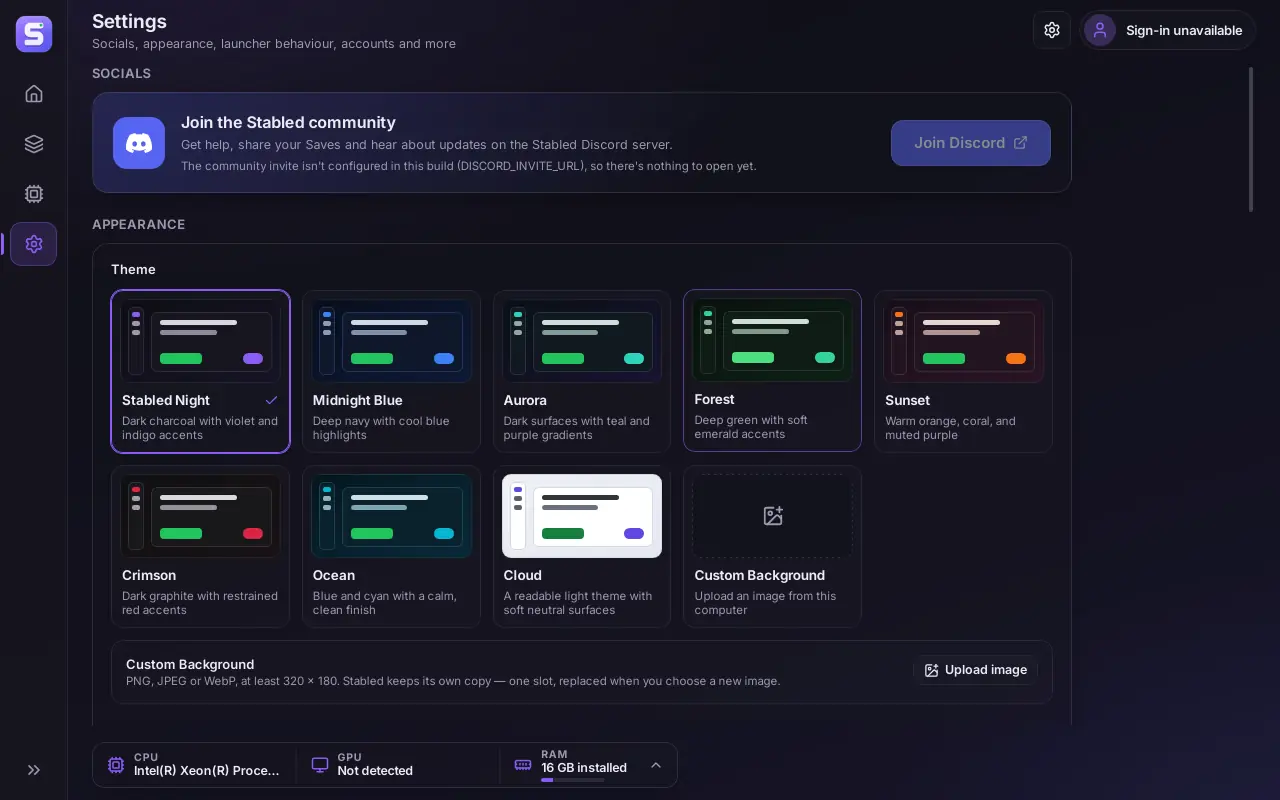 Settings
Socials, appearance, launcher behaviour, accounts and more
Sign-in unavailable
SOCIALS
Join the Stabled community
Get help, share your Saves and hear about updates on the Stabled Discord server.
The community invite isn't configured in this build (DISCORD_INVITE_URL), so there's nothing to open yet.
Join Discord
APPEARANCE
Theme
Stabled Night
Dark charcoal with violet and
indigo accents
Midnight Blue
Deep navy with cool blue
highlights
Aurora
Dark surfaces with teal and
purple gradients
Forest
Deep green with soft
emerald accents
Sunset
Warm orange, coral, and
muted purple
Crimson
Dark graphite with restrained
red accents
Ocean
Blue and cyan with a calm,
clean finish
Cloud
A readable light theme with
soft neutral surfaces
Custom Background
Upload an image from this
computer
Custom Background
PNG, JPEG or WebP, at least 320 × 180. Stabled keeps its own copy — one slot, replaced when you choose a new image.
Upload image
CPU
Intel(R) Xeon(R) Proce...
GPU
Not detected
RAM
16 GB installed